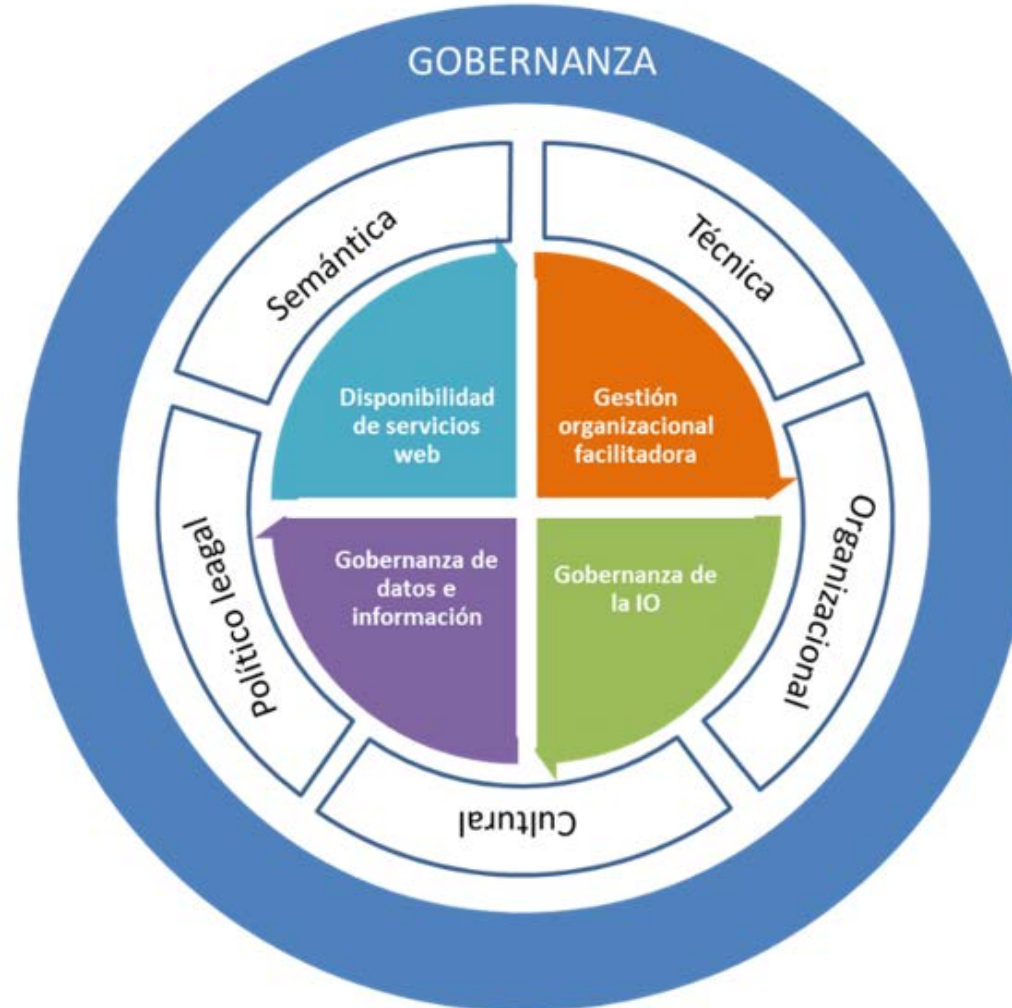 GOBERNANZA
Semántica
Técnica
Disponibilidad
de servicios
web
Gestión
organizacional
facilitadora
Político leagal
Organizacional
Gobernanza de
datos e
información
Gobernanza de
la IO
Cultural